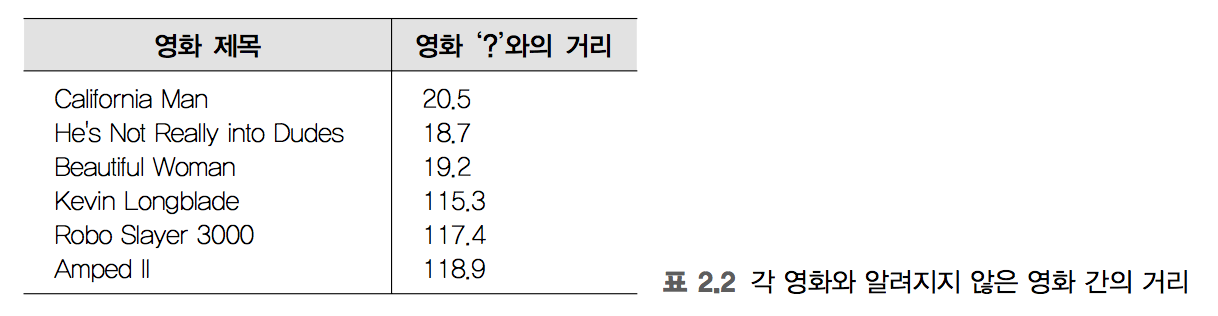 영화 제목 영화 ‘?’와의 거리
California Man 20.5
He's Not Really into Dudes 18.7
Beautiful Woman 19.2
Kevin Longblade 115.3
Robo Slayer 3000 117.4
Amped II 118.9
표 2.2 각 영화와 알려지지 않은 영화 간의 거리